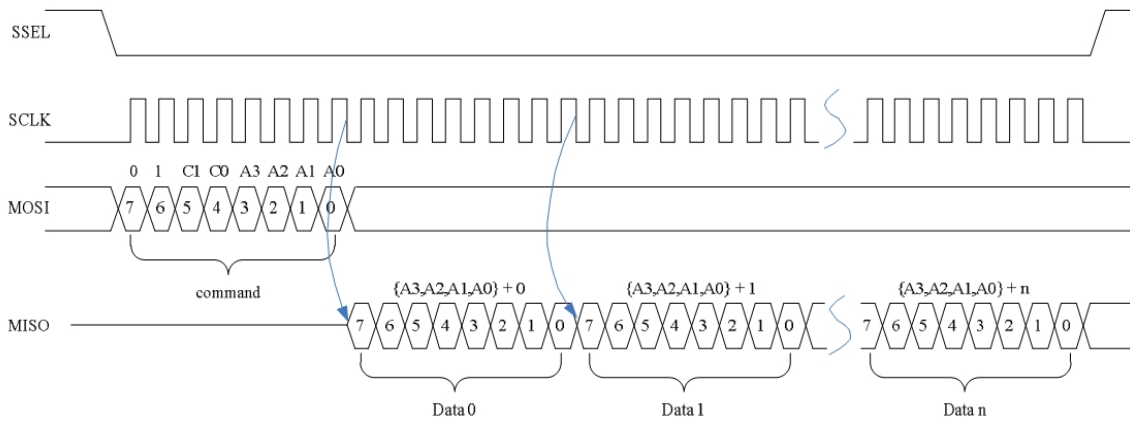 SSEL
SCLK
0 1 C1 C0 A3 A2 A1 A0
MOSI
7 6 5 4 3 2 1 0
command
{A3,A2,A1,A0} + 0 {A3,A2,A1,A0} + 1 {A3,A2,A1,A0} + n
MISO
7 6 5 4 3 2 1 0 7 6 5 4 3 2 1 0 7 6 5 4 3 2 1 0
Data 0 Data 1 Data n